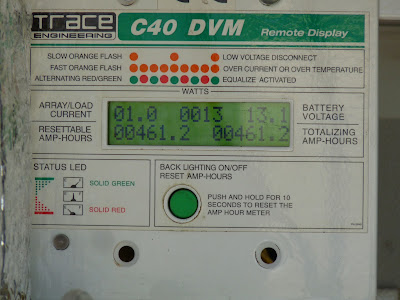 trace
ENGINEERING
C40 DVM Remote Display
SLOW ORANGE FLASH LOW VOLTAGE DISCONNECT
FAST ORANGE FLASH OVER CURRENT OR OVER TEMPERATURE
ALTERNATING RED/GREEN EQUALIZE ACTIVATED
WATTS
ARRAY/LOAD
CURRENT
RESETTABLE
AMP-HOURS
01.0 0013 13.1
00461.2 00461.2
BATTERY
VOLTAGE
TOTALIZING
AMP-HOURS
STATUS LED
SOLID GREEN
SOLID RED
BACK LIGHTING ON/OFF
RESET AMP-HOURS
PUSH AND HOLD FOR 10
SECONDS TO RESET THE
AMP HOUR METER